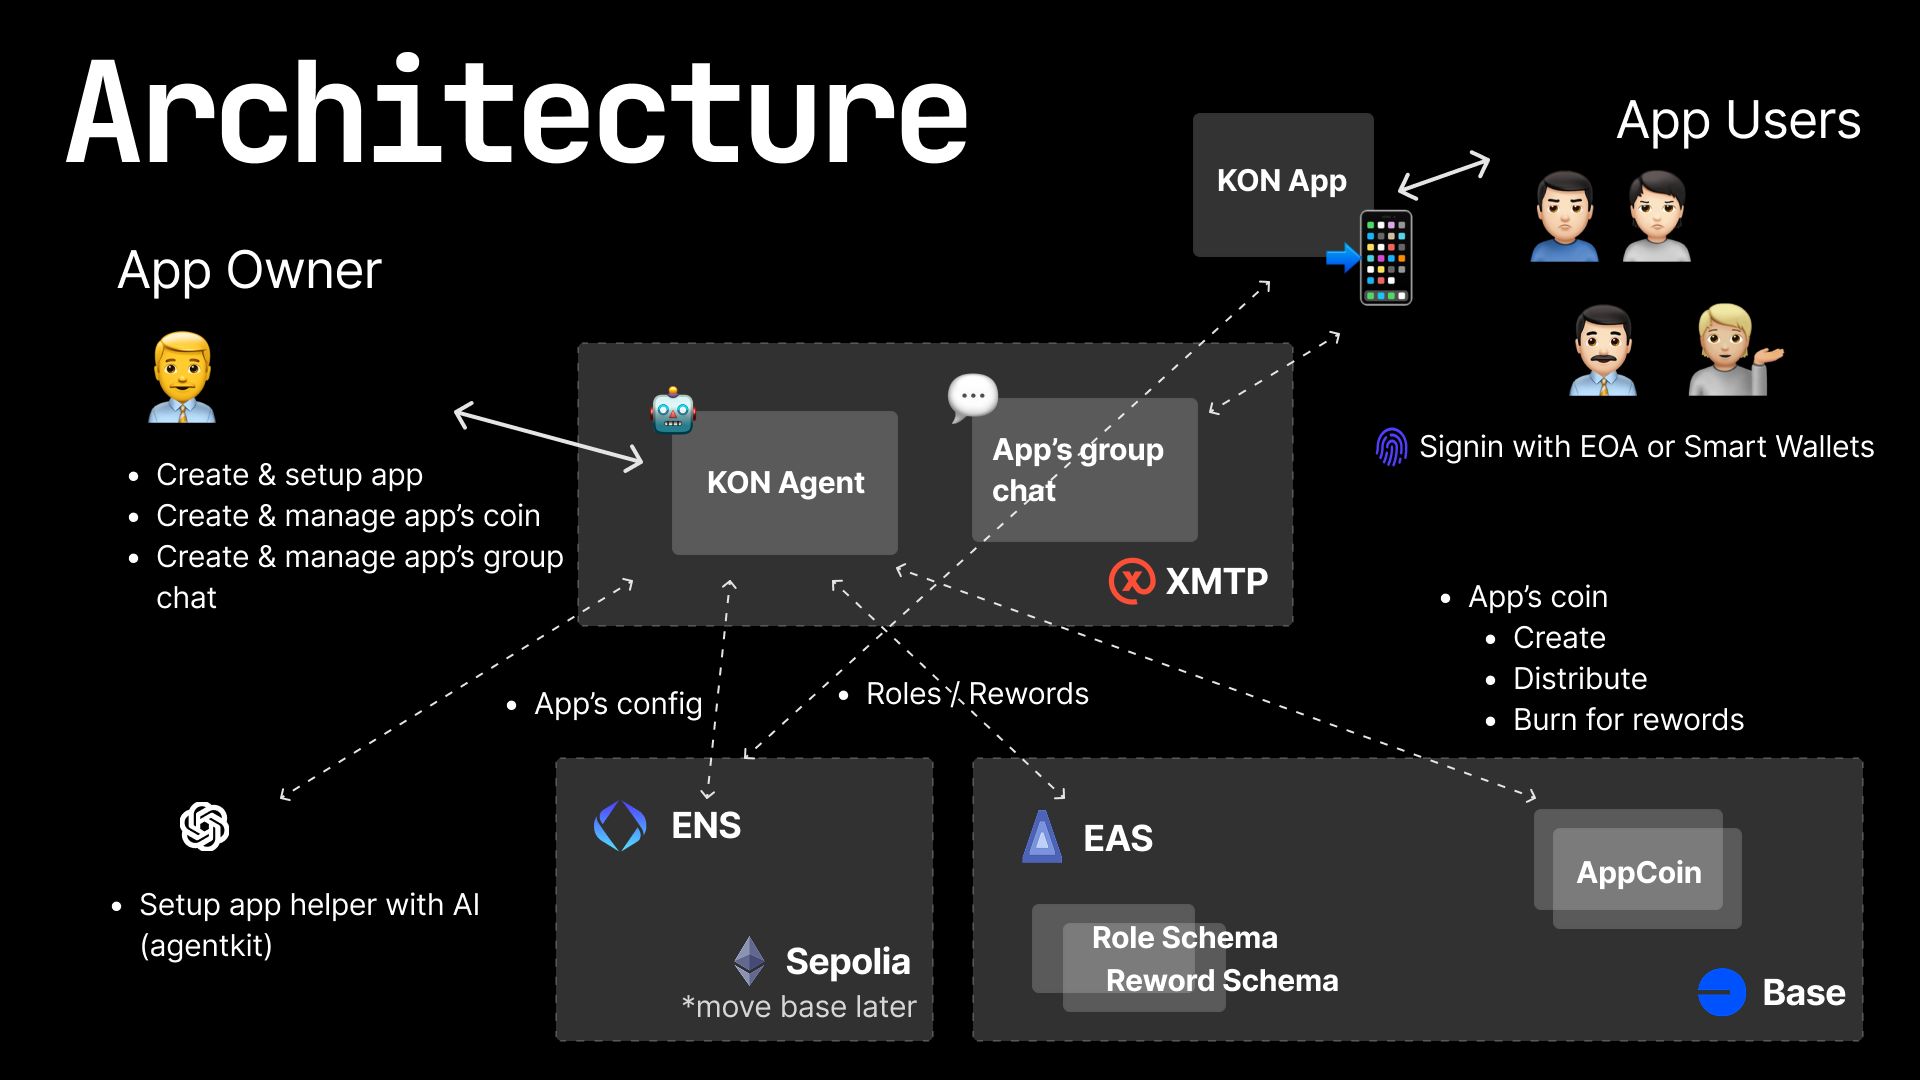 Architecture
App Users
KON App
App Owner
App's group
chat
KON Agent
Signin with EOA or Smart Wallets
• Create & setup app
• Create & manage app's coin
• Create & manage app's group
chat
XMTP
• App's coin
• Create
• Distribute
• Burn for rewords
• App's config
• Roles / Rewords
ENS
EAS
AppCoin
• Setup app helper with AI
(agentkit)
Role Schema
Reword Schema
Sepolia
*move base later
Base